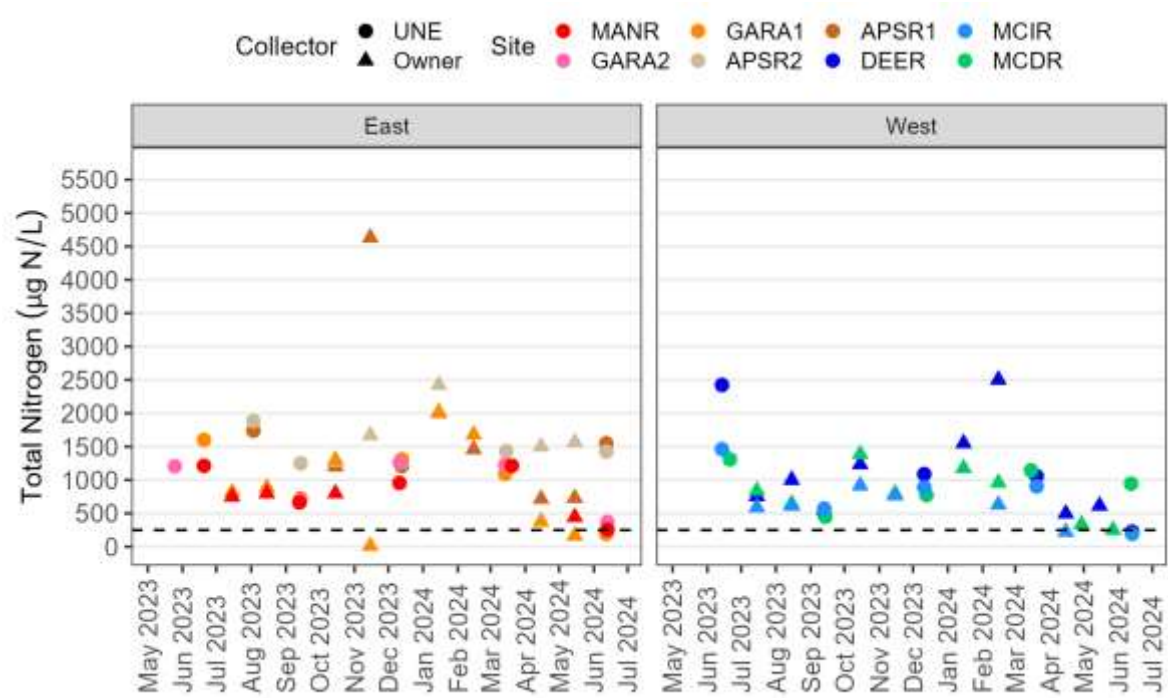 Collector UNE Owner Site MANR GARA1 APSR1 MCIR
GARA2 APSR2 DEER MCDR
East West
Total Nitrogen (µg N/L)
5500
5000
4500
4000
3500
3000
2500
2000
1500
1000
500
0
May 2023 Jun 2023 Jul 2023 Aug 2023 Sep 2023 Oct 2023 Nov 2023 Dec 2023 Jan 2024 Feb 2024 Mar 2024 Apr 2024 May 2024 Jun 2024 Jul 2024
May 2023 Jun 2023 Jul 2023 Aug 2023 Sep 2023 Oct 2023 Nov 2023 Dec 2023 Jan 2024 Feb 2024 Mar 2024 Apr 2024 May 2024 Jun 2024 Jul 2024